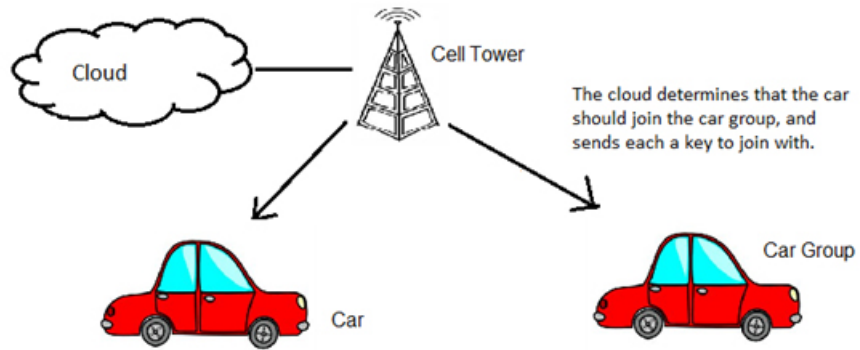 Cloud
Cell Tower
The cloud determines that the car
should join the car group, and
sends each a key to join with.
Car Group
Car